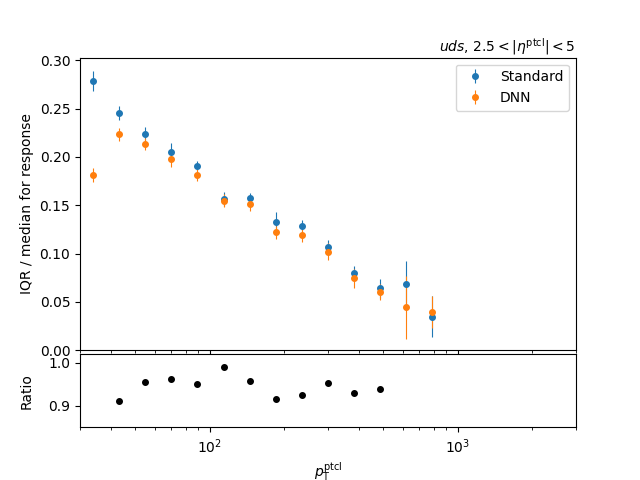 uds, 2.5 < |η^ptcl| < 5
0.30
0.25
0.20
0.15
0.10
0.05
0.00
IQR / median for response
Standard
DNN
1.0
0.9
Ratio
10^2
10^3
p_T^ptcl